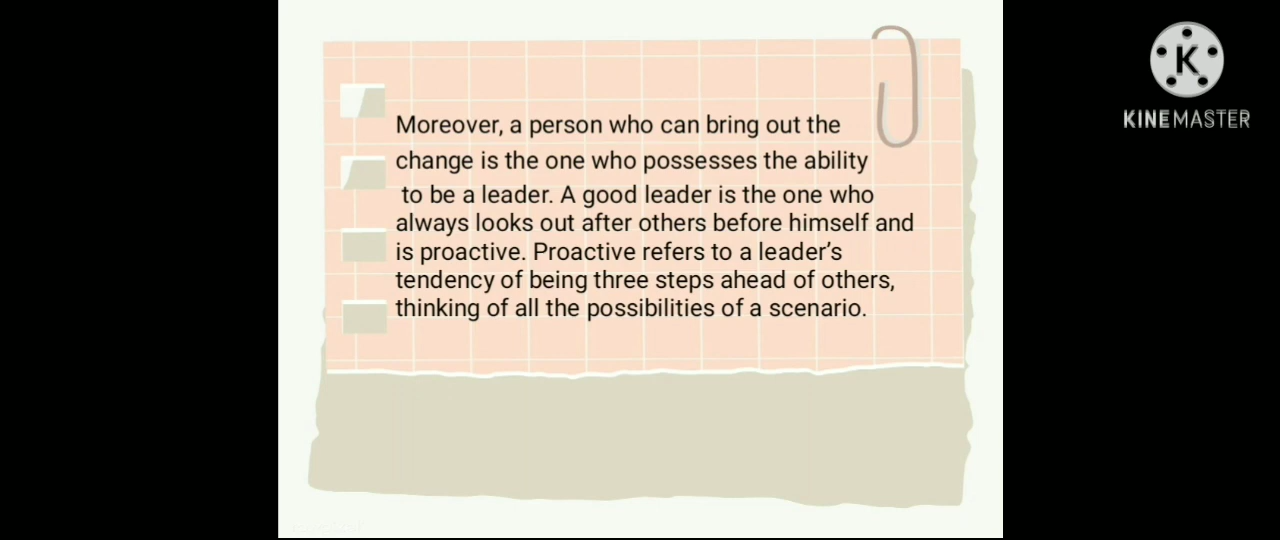 Moreover, a person who can bring out the
change is the one who possesses the ability
to be a leader. A good leader is the one who
always looks out after others before himself and
is proactive. Proactive refers to a leader’s
tendency of being three steps ahead of others,
thinking of all the possibilities of a scenario.
K
KINEMASTER